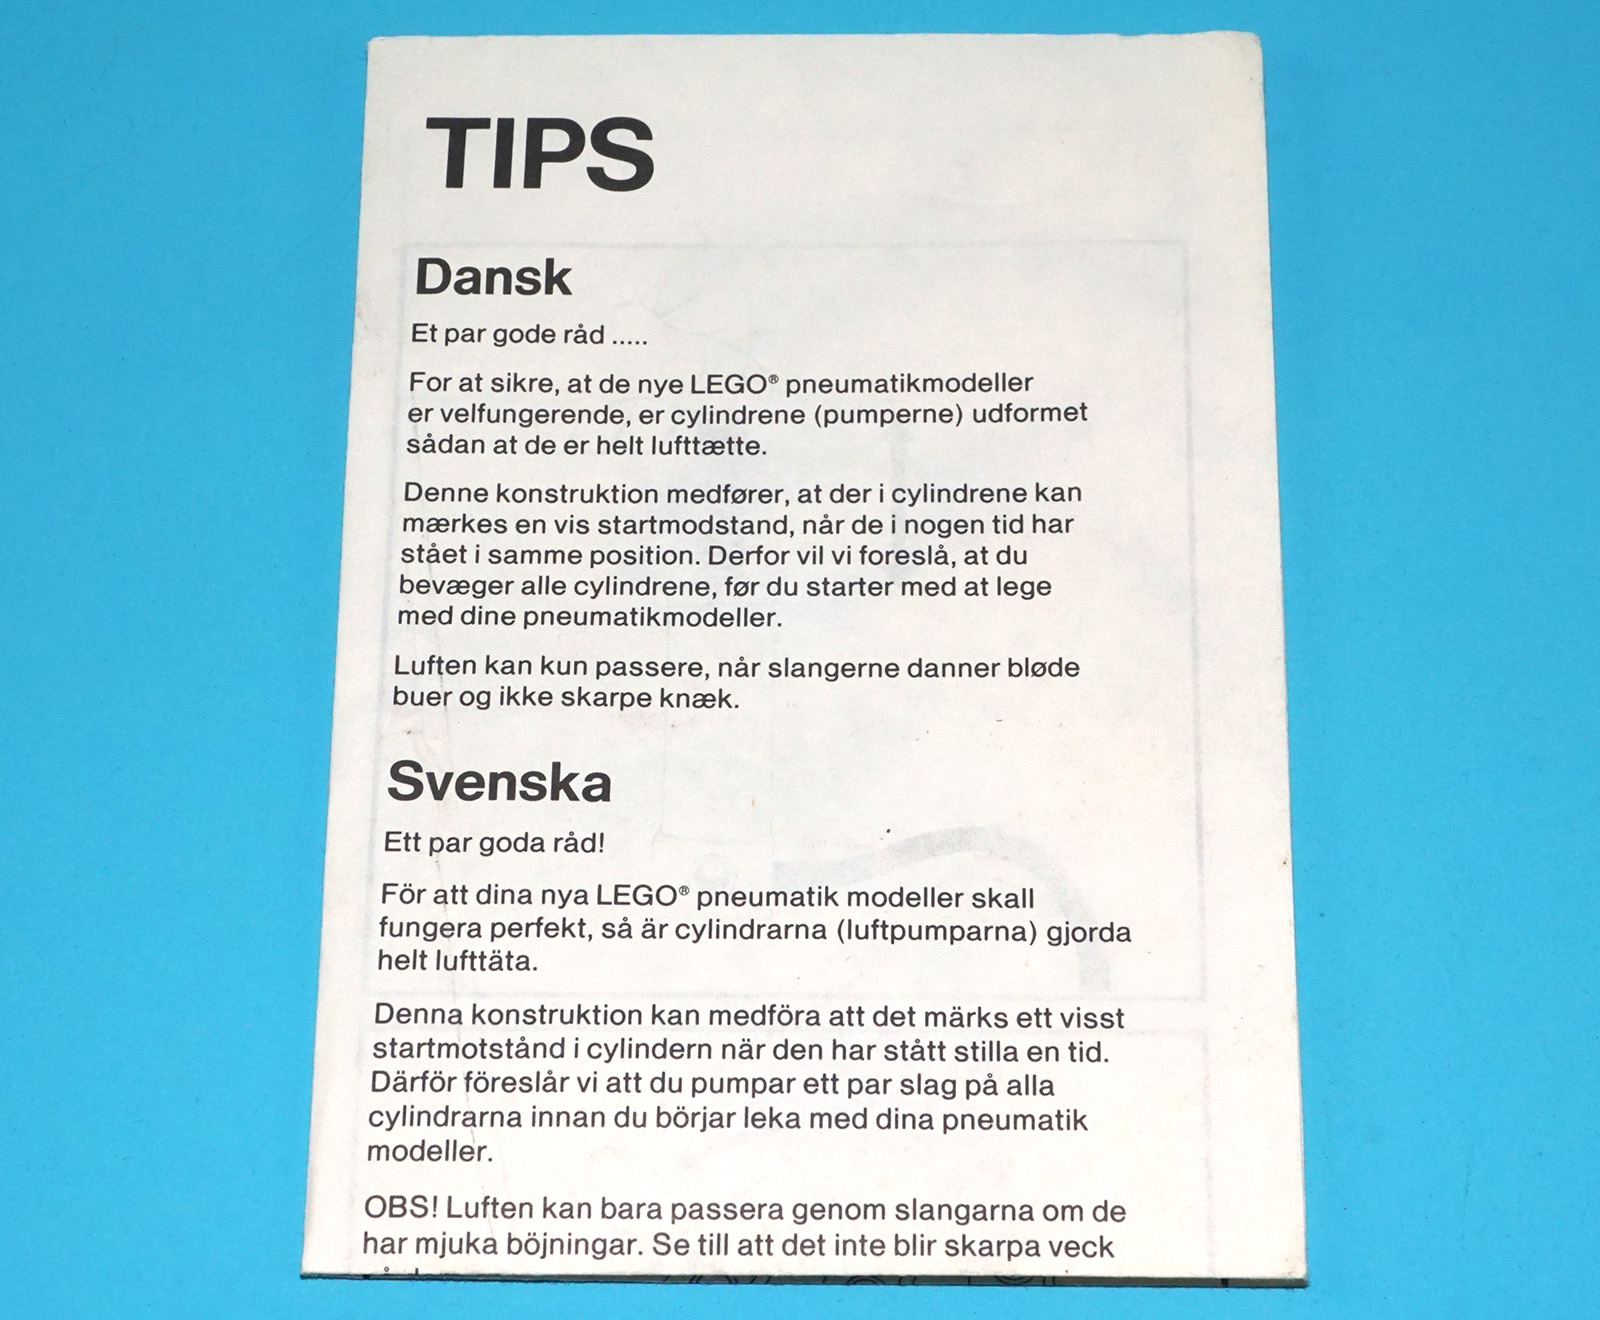 TIPS
Dansk
Et par gode råd .....
For at sikre, at de nye LEGO® pneumatikmodeller
er velfungerende, er cylindrene (pumperne) udformet
sådan at de er helt lufttætte.
Denne konstruktion medfører, at der i cylindrene kan
mærkes en vis startmodstand, når de i nogen tid har
stået i samme position. Derfor vil vi foreslå, at du
bevæger alle cylindrene, før du starter med at lege
med dine pneumatikmodeller.
Luften kan kun passere, når slangerne danner bløde
buer og ikke skarpe knæk.
Svenska
Ett par goda råd!
För att dina nya LEGO® pneumatik modeller skall
fungera perfekt, så är cylindrarna (luftpumparna) gjorda
helt lufttäta.
Denna konstruktion kan medföra att det märks ett visst
startmotstånd i cylindern när den har stått stilla en tid.
Därför föreslår vi att du pumpar ett par slag på alla
cylindrarna innan du börjar leka med dina pneumatik
modeller.
OBS! Luften kan bara passera genom slangarna om de
har mjuka böjningar. Se till att det inte blir skarpa veck